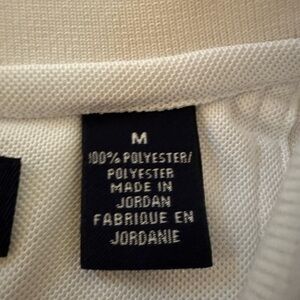 M
100% POLYESTER/
POLYESTER
MADE IN
JORDAN
FABRIQUE EN
JORDANIE